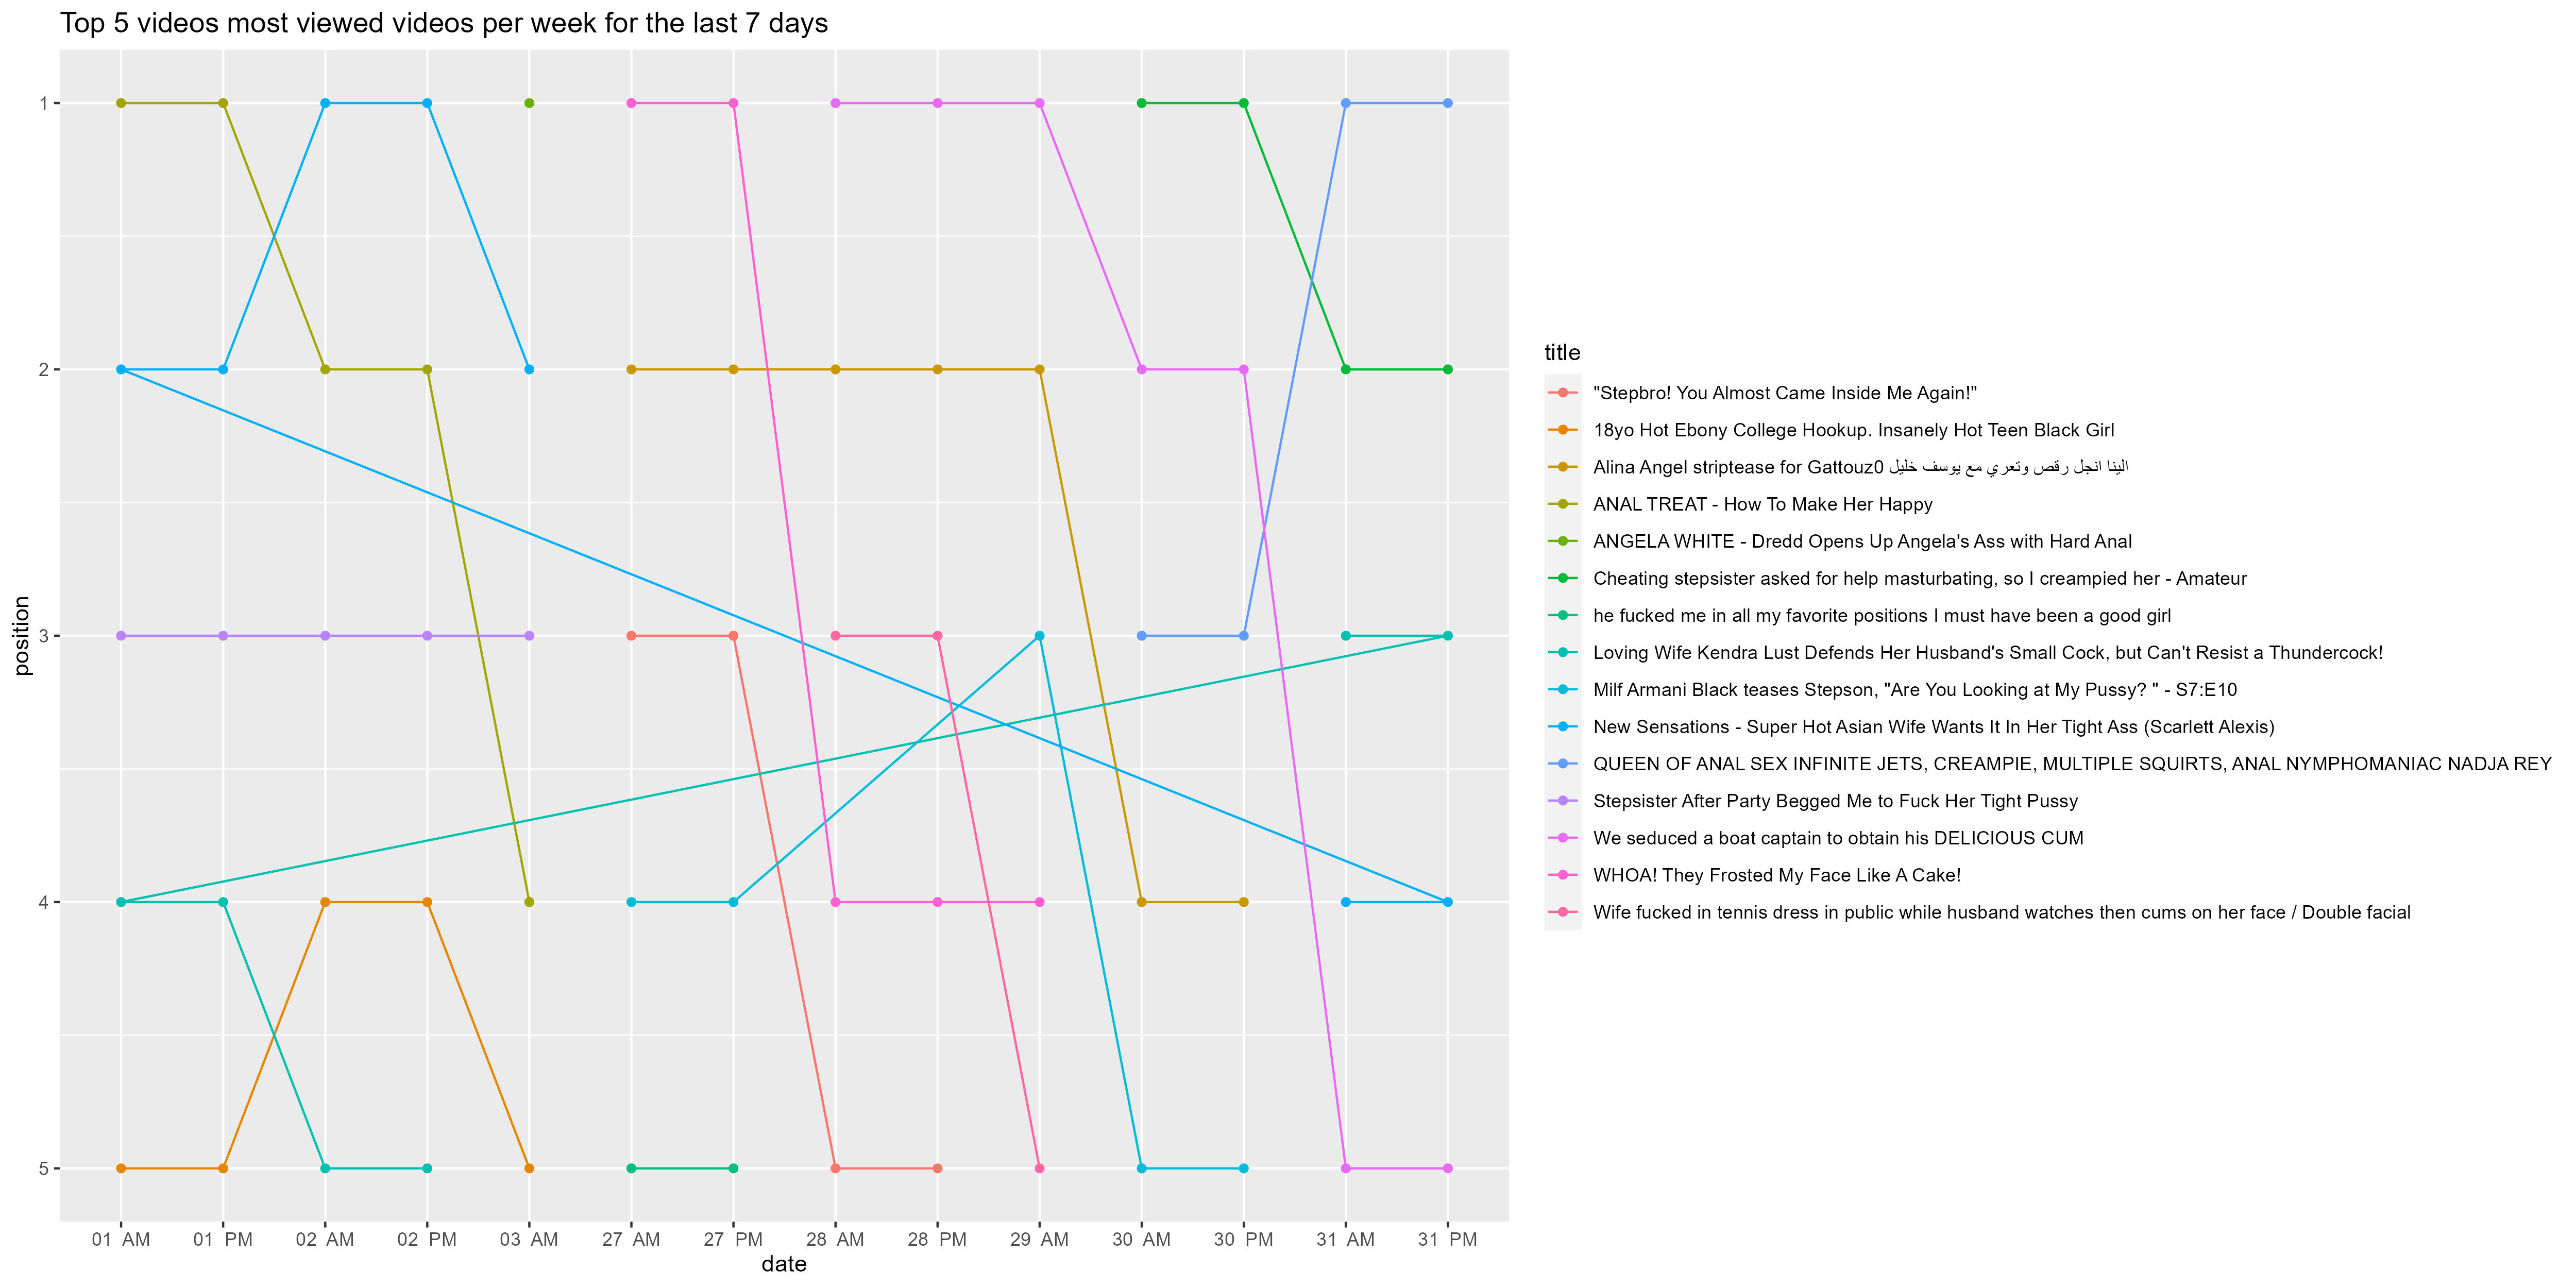 Top 5 videos most viewed videos per week for the last 7 days
position
1
2
3
4
5
01 AM
01 PM
02 AM
02 PM
03 AM
27 AM
27 PM
28 AM
28 PM
29 AM
30 AM
30 PM
31 AM
31 PM
date
title
"Stepbro! You Almost Came Inside Me Again!"
18yo Hot Ebony College Hookup. Insanely Hot Teen Black Girl
Alina Angel striptease for Gattouz0 الينا انجل رقص وتعري مع يوسف خليل
ANAL TREAT - How To Make Her Happy
ANGELA WHITE - Dredd Opens Up Angela's Ass with Hard Anal
Cheating stepsister asked for help masturbating, so I creampied her - Amateur
he fucked me in all my favorite positions I must have been a good girl
Loving Wife Kendra Lust Defends Her Husband's Small Cock, but Can't Resist a Thundercock!
Milf Armani Black teases Stepson, "Are You Looking at My Pussy? " - S7:E10
New Sensations - Super Hot Asian Wife Wants It In Her Tight Ass (Scarlett Alexis)
QUEEN OF ANAL SEX INFINITE JETS, CREAMPIE, MULTIPLE SQUIRTS, ANAL NYMPHOMANIAC NADJA REY
Stepsister After Party Begged Me to Fuck Her Tight Pussy
We seduced a boat captain to obtain his DELICIOUS CUM
WHOA! They Frosted My Face Like A Cake!
Wife fucked in tennis dress in public while husband watches then cums on her face / Double facial